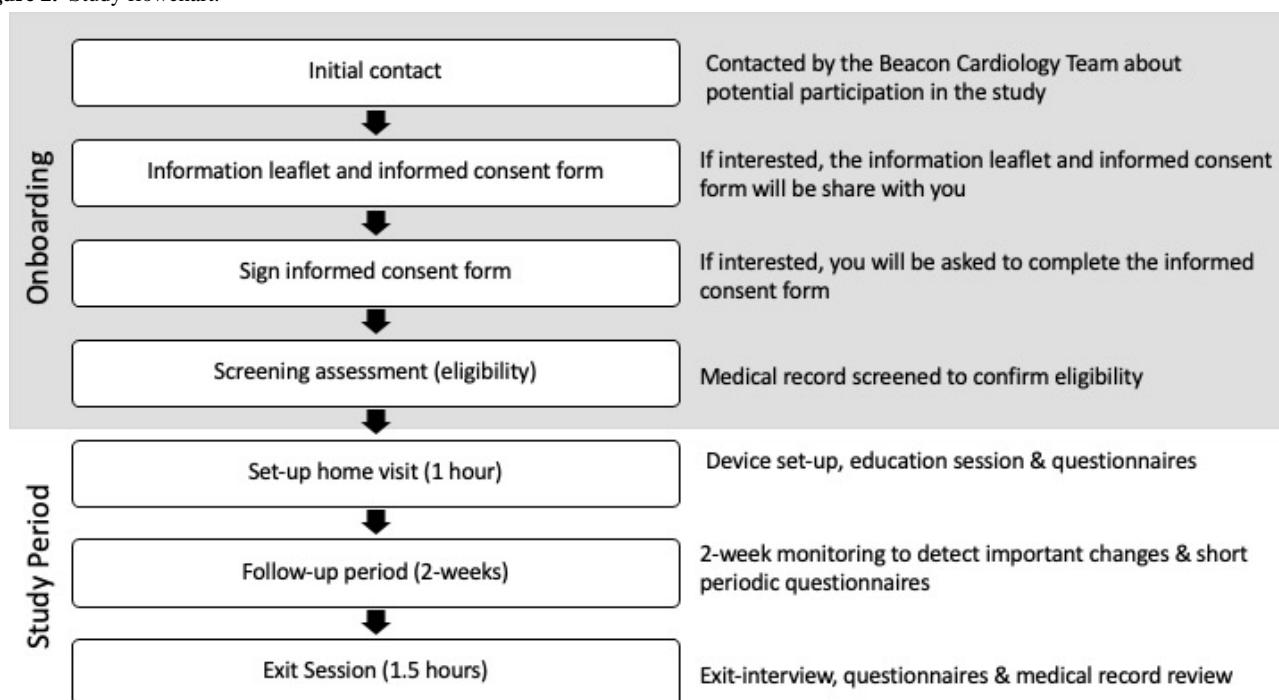 Study flowchart.
Initial contact
Contacted by the Beacon Cardiology Team about
potential participation in the study
Information leaflet and informed consent form
If interested, the information leaflet and informed consent
form will be share with you
Sign informed consent form
If interested, you will be asked to complete the informed
consent form
Screening assessment (eligibility)
Medical record screened to confirm eligibility
Onboarding
Set-up home visit (1 hour)
Device set-up, education session & questionnaires
Follow-up period (2-weeks)
2-week monitoring to detect important changes & short
periodic questionnaires
Exit Session (1.5 hours)
Exit-interview, questionnaires & medical record review
Study Period